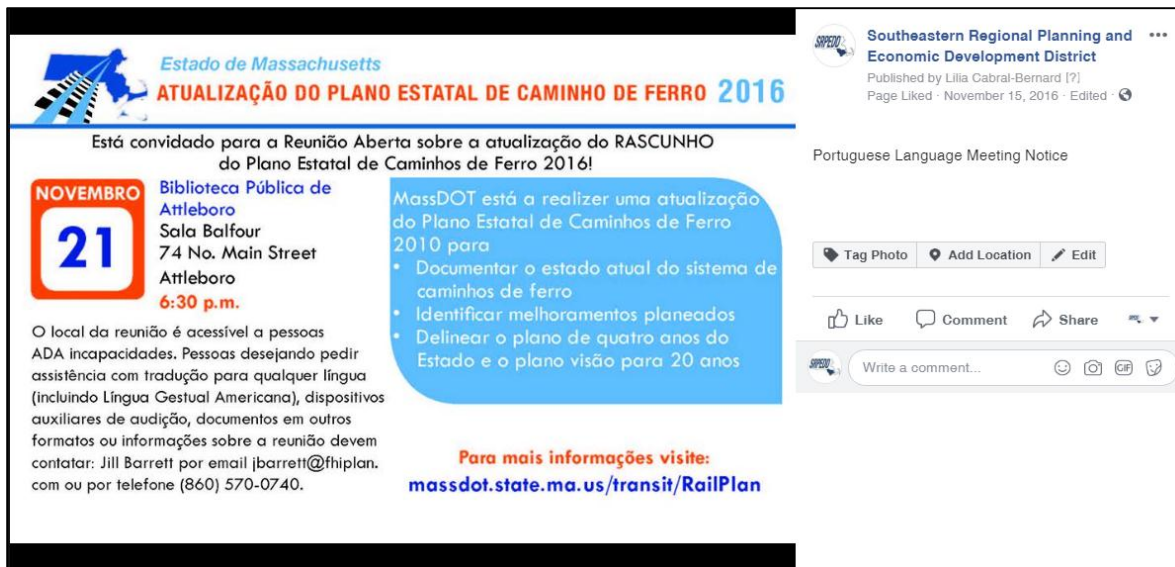 Estado de Massachusetts
ATUALIZAÇÃO DO PLANO ESTATAL DE CAMINHO DE FERRO 2016
Está convidado para a Reunião Aberta sobre a atualização do RASCUNHO
do Plano Estatal de Caminhos de Ferro 2016!
NOVEMBRO
21
Biblioteca Pública de
Attleboro
Sala Balfour
74 No. Main Street
Attleboro
6:30 p.m.
O local da reunião é acessível a pessoas
ADA incapacidades. Pessoas desejando pedir
assistência com tradução para qualquer língua
(incluindo Língua Gestual Americana), dispositivos
auxiliares de audição, documentos em outros
formatos ou informações sobre a reunião devem
contatar: Jill Barrett por email jbarrett@fhiplan.
com ou por telefone (860) 570-0740.
MassDOT está a realizer uma atualização
do Plano Estatal de Caminhos de Ferro
2010 para
• Documentar o estado atual do sistema de
caminhos de ferro
• Identificar melhoramentos planeados
• Delinear o plano de quatro anos do
Estado e o plano visão para 20 anos
Para mais informações visite:
massdot.state.ma.us/transit/RailPlan
SRPEDD
Southeastern Regional Planning and
Economic Development District
Published by Lilia Cabral-Bernard [?]
Page Liked · November 15, 2016 · Edited ·
Portuguese Language Meeting Notice
Tag Photo Add Location Edit
Like Comment Share
SRPEDD
Write a comment...
GIF